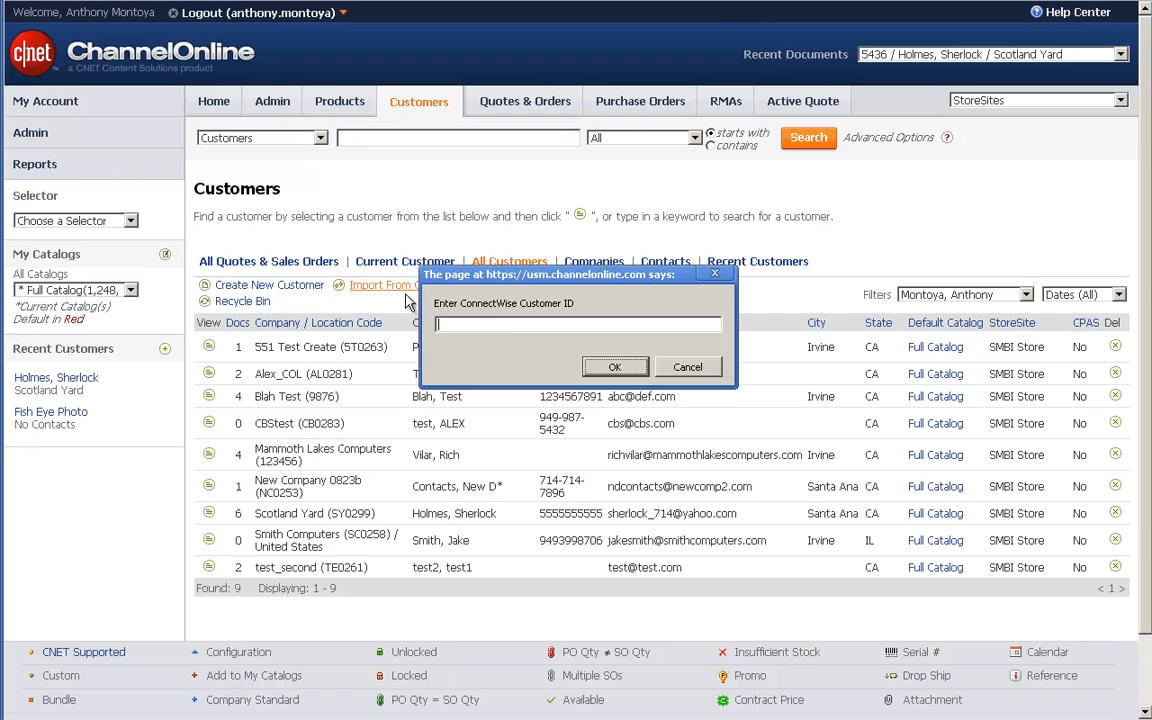 Welcome, Anthony Montoya Logout (anthony.montoya) Help Center
c|net ChannelOnline
a CNET Content Solutions product
Recent Documents 5436 / Holmes, Sherlock / Scotland Yard
My Account Home Admin Products Customers Quotes & Orders Purchase Orders RMAs Active Quote StoreSites
Admin Customers All starts with
contains Search Advanced Options ?
Reports
Selector Customers
Choose a Selector Find a customer by selecting a customer from the list below and then click " ", or type in a keyword to search for a customer.
My Catalogs
All Catalogs All Quotes & Sales Orders | Current Customer | All Customers | Companies | Contacts | Recent Customers
* Full Catalog(1,248, Create New Customer Import From
*Current Catalog(s)
Default in Red Recycle Bin Filters Montoya, Anthony Dates (All)
The page at https://usm.channelonline.com says:
Enter ConnectWise Customer ID
OK Cancel
Recent Customers
Holmes, Sherlock
Scotland Yard
Fish Eye Photo
No Contacts
View Docs Company / Location Code City State Default Catalog StoreSite CPAS Del
1 551 Test Create (5T0263) Irvine CA Full Catalog SMBI Store No
2 Alex_COL (AL0281) CA Full Catalog SMBI Store No
4 Blah Test (9876) Blah, Test 1234567891 abc@def.com Irvine CA Full Catalog SMBI Store No
0 CBStest (CB0283) test, ALEX 949-987-
5432 cbs@cbs.com CA Full Catalog SMBI Store No
4 Mammoth Lakes Computers
(123456) Vilar, Rich richvilar@mammothlakescomputers.com Irvine CA Full Catalog SMBI Store No
1 New Company 0823b
(NC0253) Contacts, New D* 714-714-
7896 ndcontacts@newcomp2.com Santa Ana CA Full Catalog SMBI Store No
6 Scotland Yard (SY0299) Holmes, Sherlock 5555555555 sherlock_714@yahoo.com Santa Ana CA Full Catalog SMBI Store No
0 Smith Computers (SC0258) /
United States Smith, Jake 9493998706 jakesmith@smithcomputers.com Irvine IL Full Catalog SMBI Store No
2 test_second (TE0261) test2, test1 test@test.com CA Full Catalog SMBI Store No
Found: 9 Displaying: 1 - 9 < 1 >
CNET Supported Configuration Unlocked PO Qty ≠ SO Qty Insufficient Stock Serial # Calendar
Custom Add to My Catalogs Locked Multiple SOs Promo Drop Ship Reference
Bundle Company Standard PO Qty = SO Qty Available Contract Price Attachment